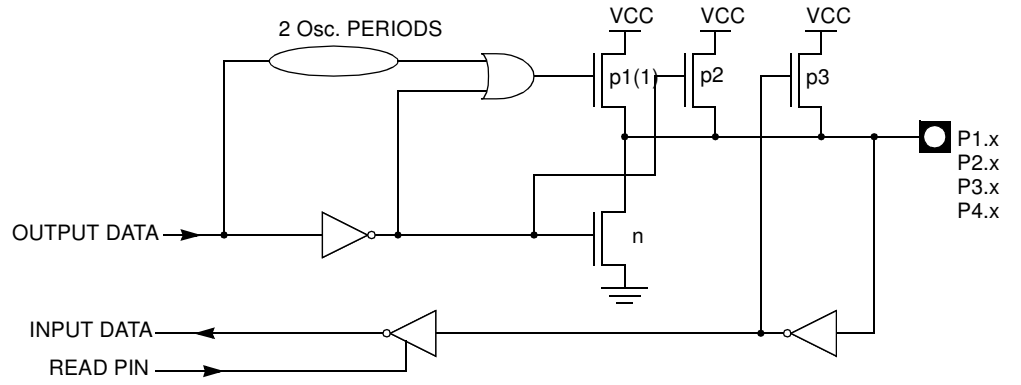 2 Osc. PERIODS
VCC
VCC
VCC
p1(1)
p2
p3
P1.x
P2.x
P3.x
P4.x
OUTPUT DATA
n
INPUT DATA
READ PIN